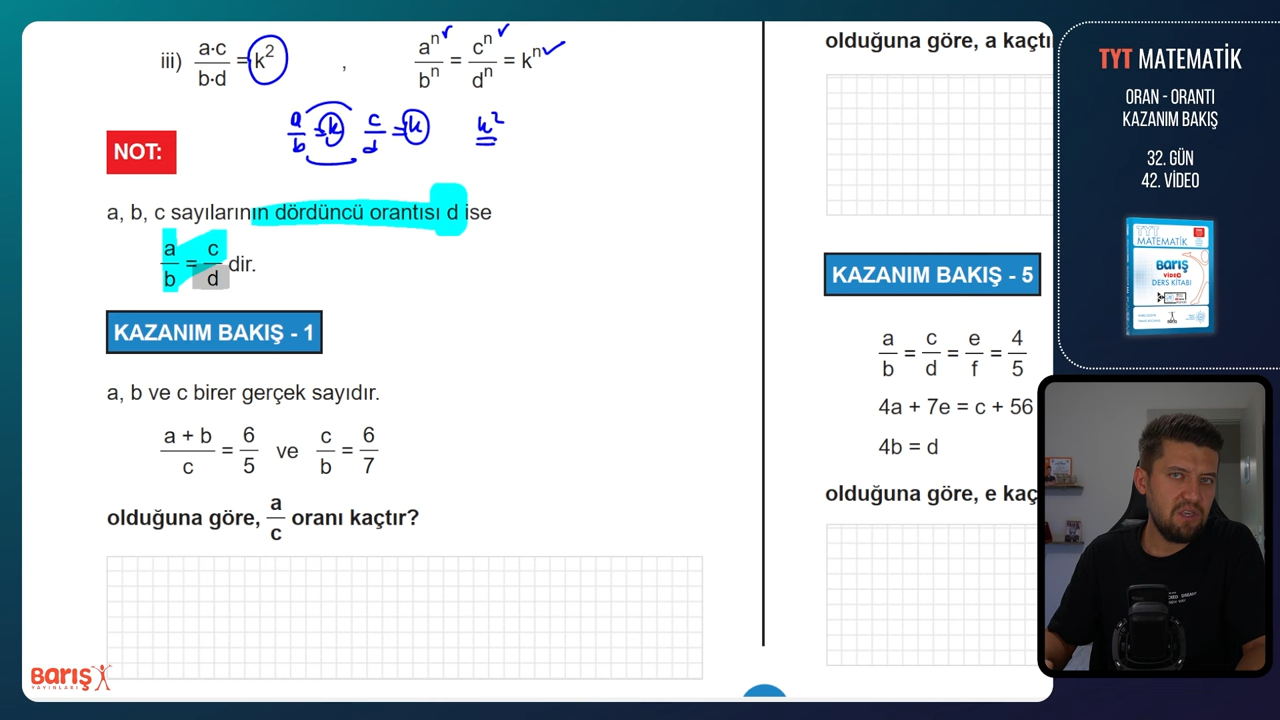 iii) a·c / b·d = k² , aⁿ / bⁿ = cⁿ / dⁿ = kⁿ
a / b = k c / d = k k²
NOT:
a, b, c sayılarının dördüncü orantısı d ise
a / b = c / d dir.
KAZANIM BAKIŞ - 1
a, b ve c birer gerçek sayıdır.
a + b / c = 6 / 5 ve c / b = 6 / 7
olduğuna göre, a / c oranı kaçtır?
BARIŞ
YAYINLARI
olduğuna göre, a kaçtı
KAZANIM BAKIŞ - 5
a / b = c / d = e / f = 4 / 5
4a + 7e = c + 56
4b = d
olduğuna göre, e kaç
TYT MATEMATİK
ORAN - ORANTI
KAZANIM BAKIŞ
32. GÜN
42. VİDEO
TYT
MATEMATİK
BARIŞ
VİDEO
DERS KİTABI